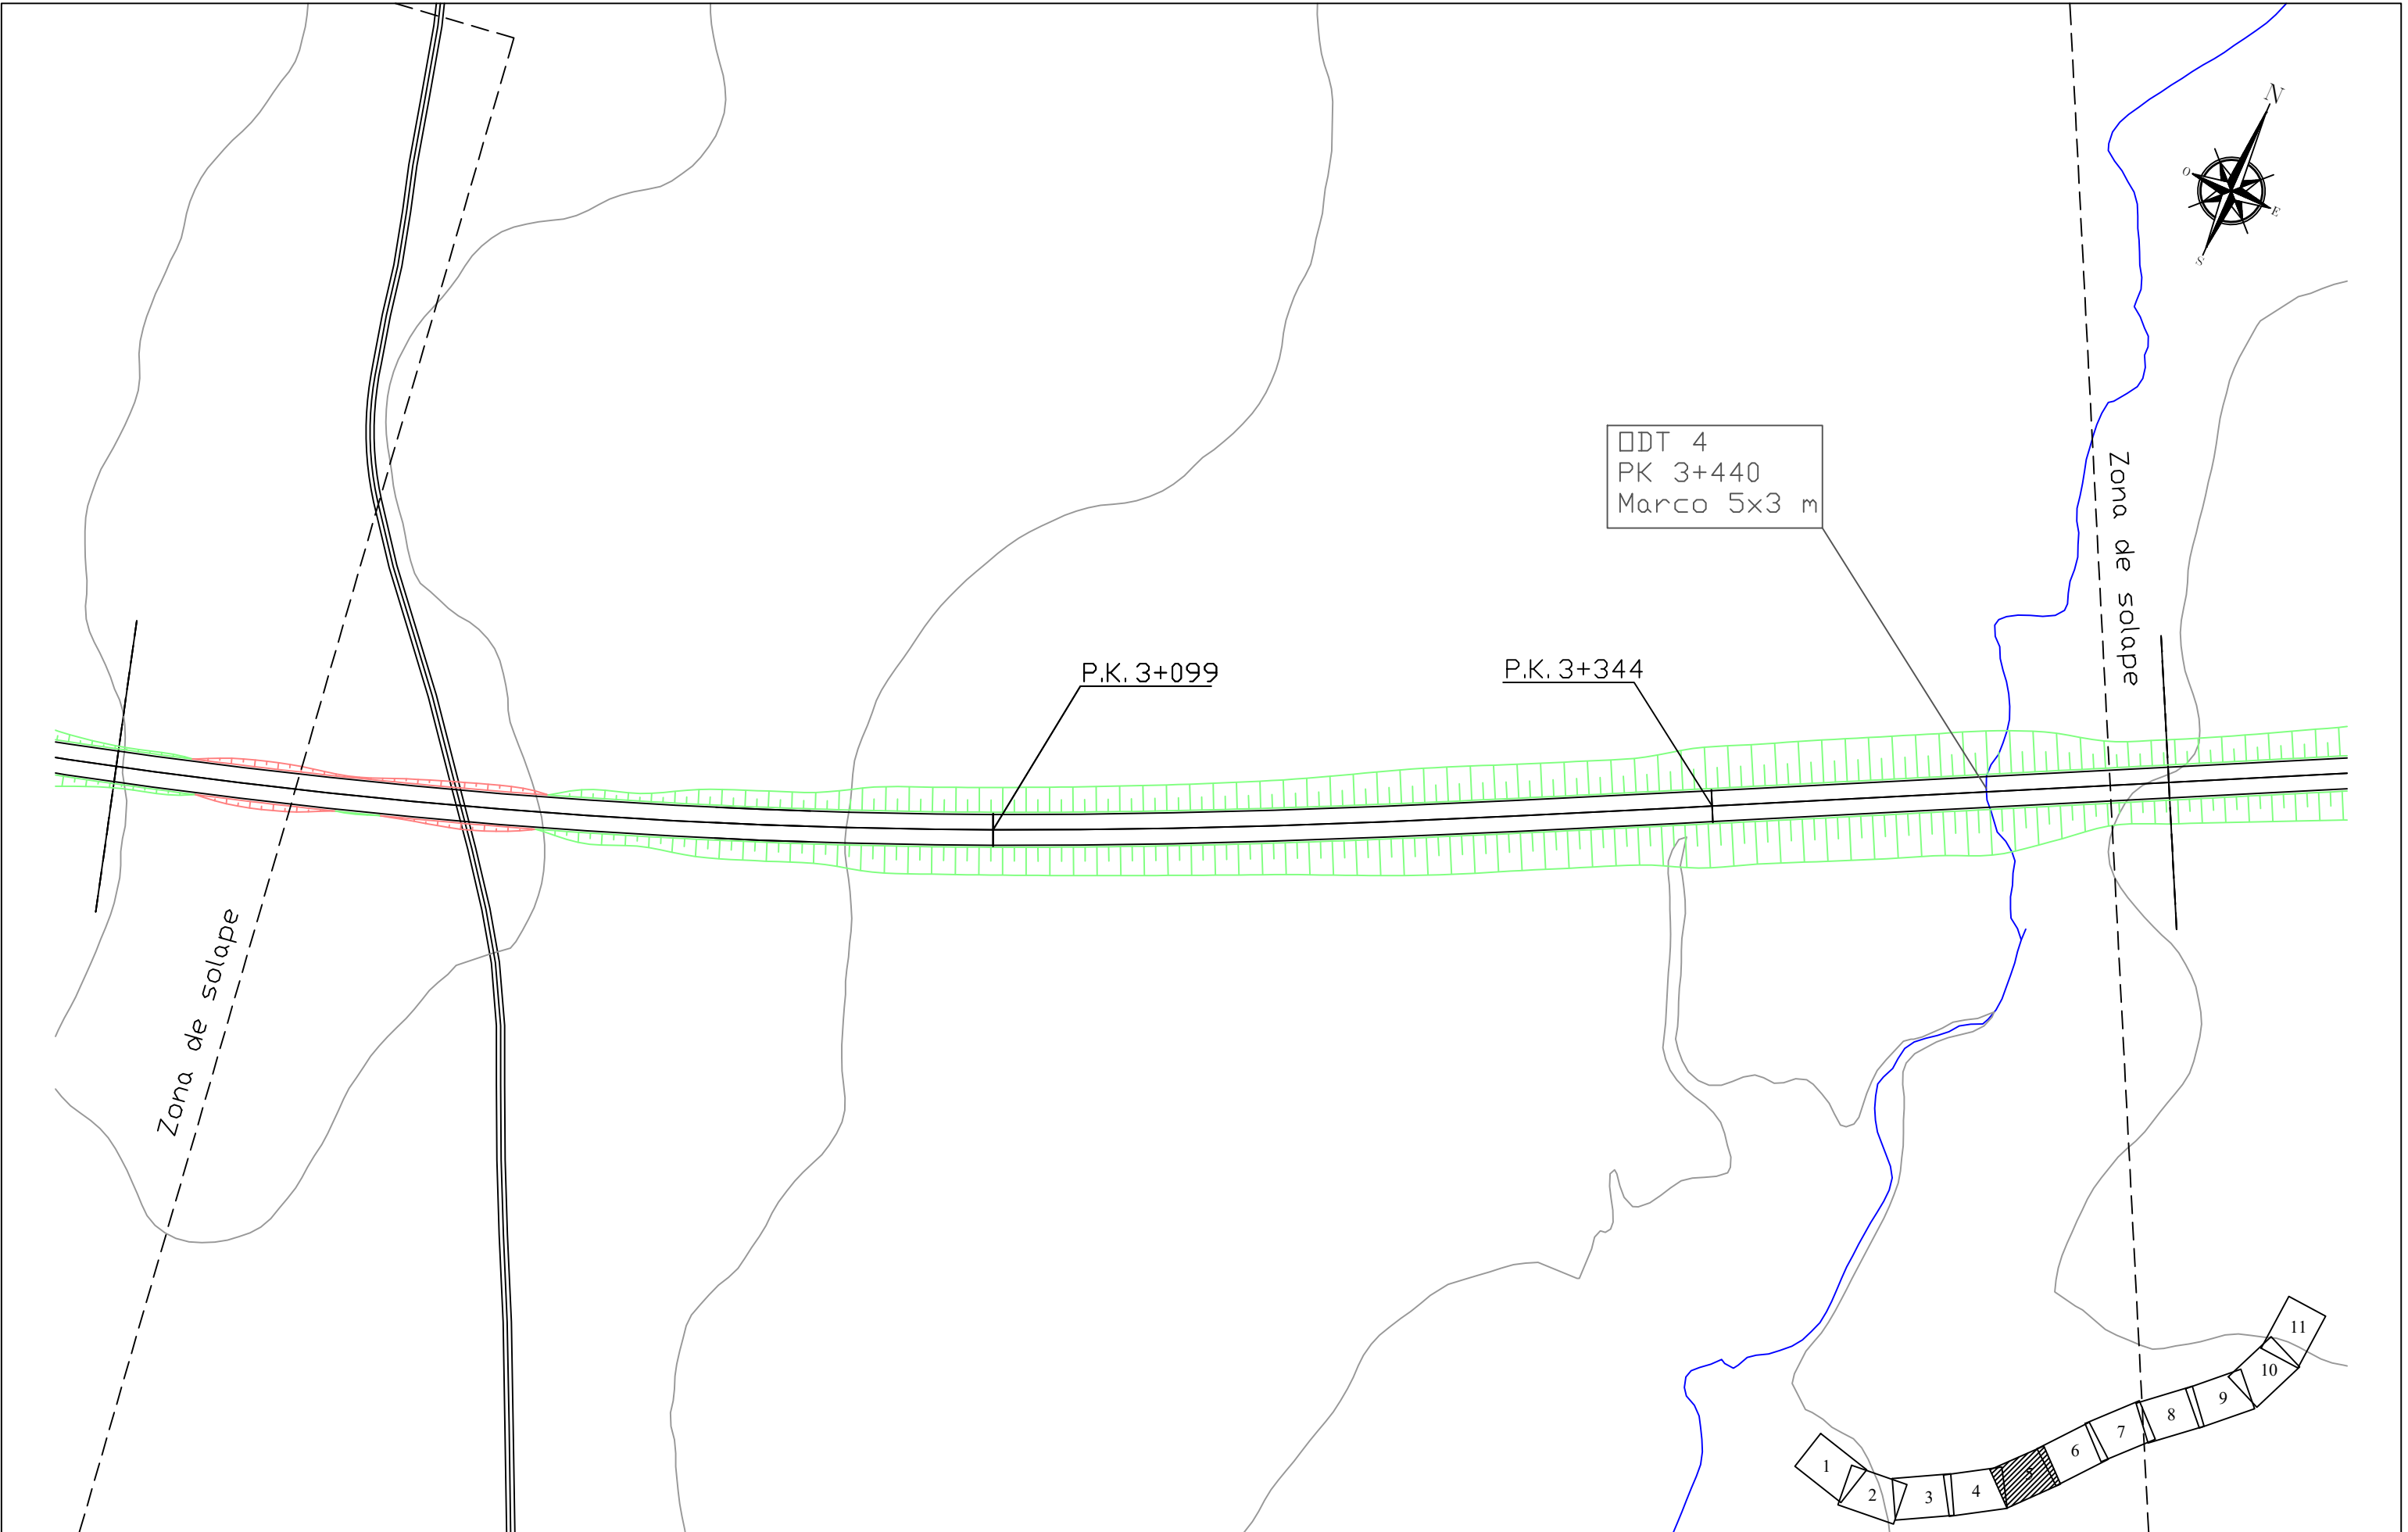 N
O
E
S
ODT 4
PK 3+440
Marco 5x3 m
Zona de solape
P.K. 3+099
P.K. 3+344
Zona de solape
11
10
9
8
7
6
5
4
3
2
1